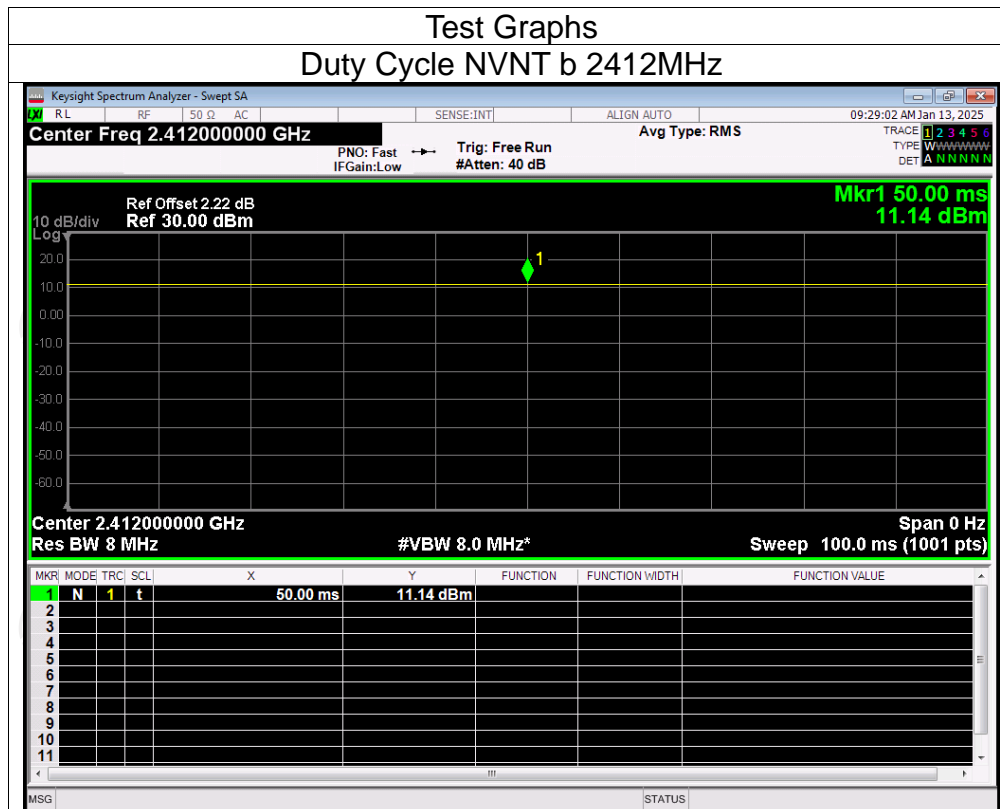 Test Graphs
Duty Cycle NVNT b 2412MHz
Keysight Spectrum Analyzer - Swept SA
LXI RL RF 50 Ω AC SENSE:INT ALIGN AUTO 09:29:02 AM Jan 13, 2025
Center Freq 2.412000000 GHz Avg Type: RMS TRACE 1 2 3 4 5 6
PNO: Fast Trig: Free Run TYPE WWWWWW
IFGain:Low #Atten: 40 dB DET A N N N N N
Mkr1 50.00 ms
Ref Offset 2.22 dB
10 dB/div Ref 30.00 dBm 11.14 dBm
Log
1
20.0
10.0
0.00
-10.0
-20.0
-30.0
-40.0
-50.0
-60.0
Center 2.412000000 GHz Span 0 Hz
Res BW 8 MHz #VBW 8.0 MHz* Sweep 100.0 ms (1001 pts)
MKR MODE TRC SCL X Y FUNCTION FUNCTION WIDTH FUNCTION VALUE
1 N 1 t 50.00 ms 11.14 dBm
2
3
4
5
6
7
8
9
10
11
MSG STATUS